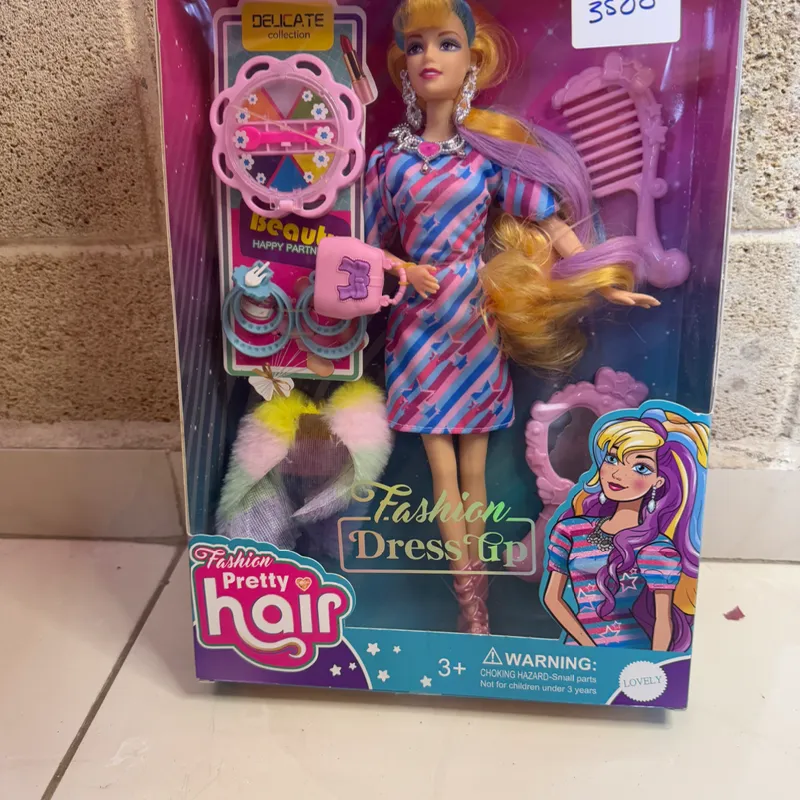 DELICATE
collection
3500
Beauty
HAPPY PARTN
Fashion
Dress Up
Fashion
Pretty
hair
3+
WARNING:
CHOKING HAZARD-Small parts
Not for children under 3 years
LOVELY